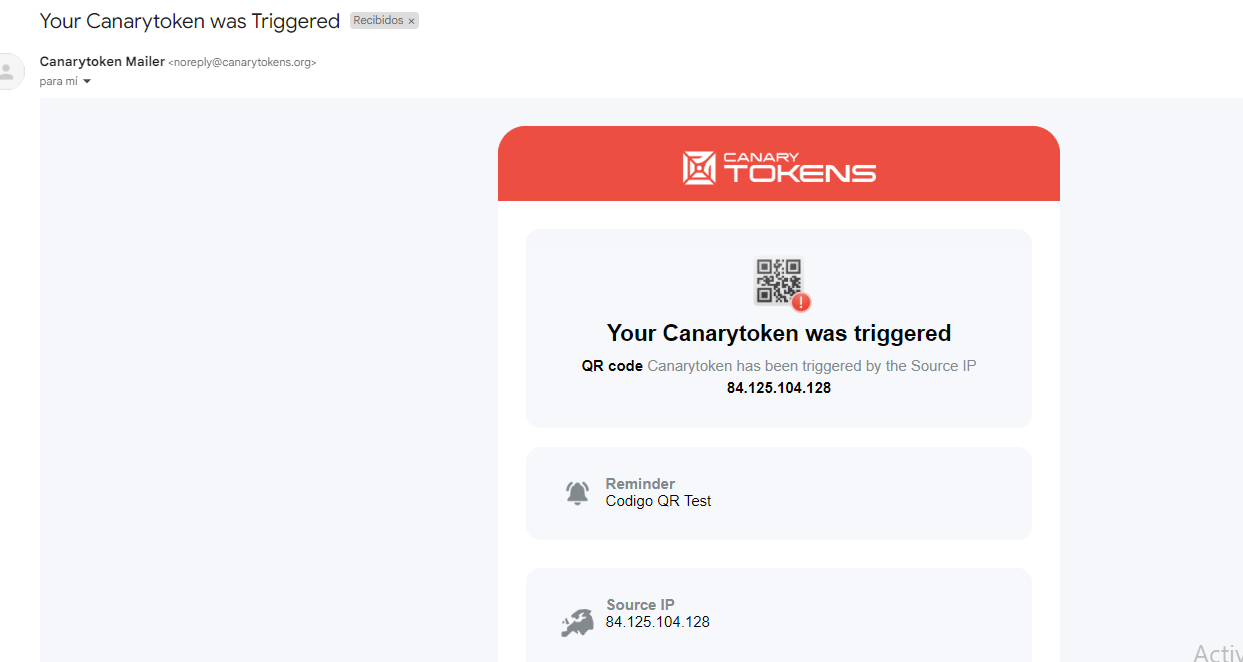 Your Canarytoken was Triggered Recibidos ×
Canarytoken Mailer <noreply@canarytokens.org>
para mí
CANARY
TOKENS
!
Your Canarytoken was triggered
QR code Canarytoken has been triggered by the Source IP
84.125.104.128
Reminder
Codigo QR Test
Source IP
84.125.104.128
Activ